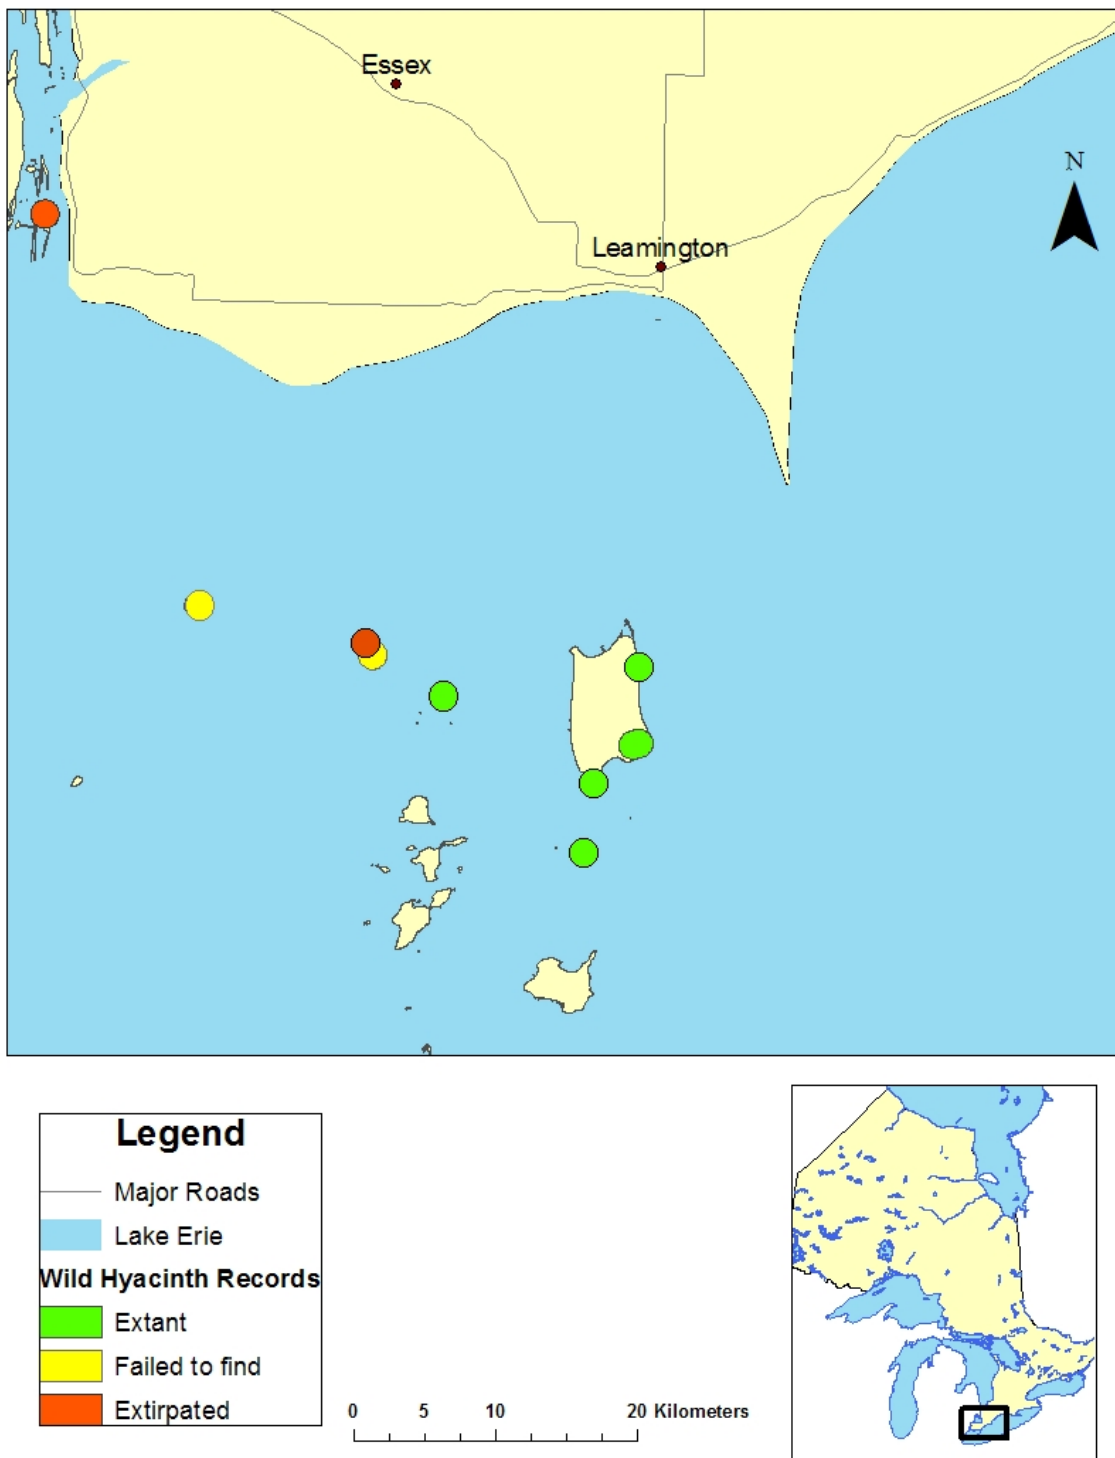 Essex
N
Leamington
Legend
Major Roads
Lake Erie
Wild Hyacinth Records
Extant
Failed to find
Extirpated
0 5 10 20 Kilometers